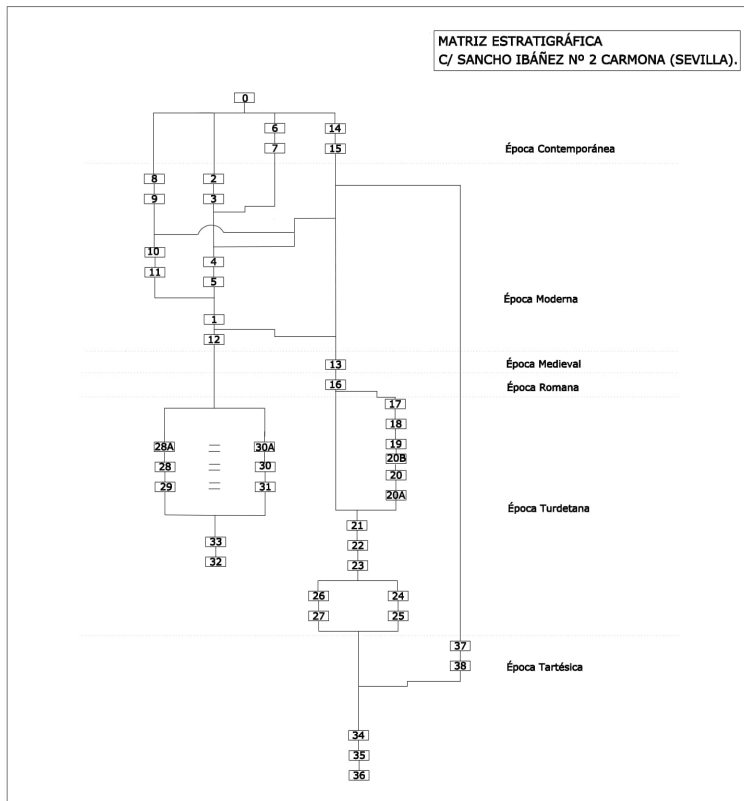 MATRIZ ESTRATIGRÁFICA
C/ SANCHO IBÁÑEZ Nº 2 CARMONA (SEVILLA).
0
6 14
7 15 Época Contemporánea
8 2
9 3
10 4
11 5
Época Moderna
1
12
13 Época Medieval
16 Época Romana
17
18
28A 30A 19
20B
28 30 20
29 31 20A
Época Turdetana
21
33 22
32 23
26 24
27 25
37
38 Época Tartésica
34
35
36